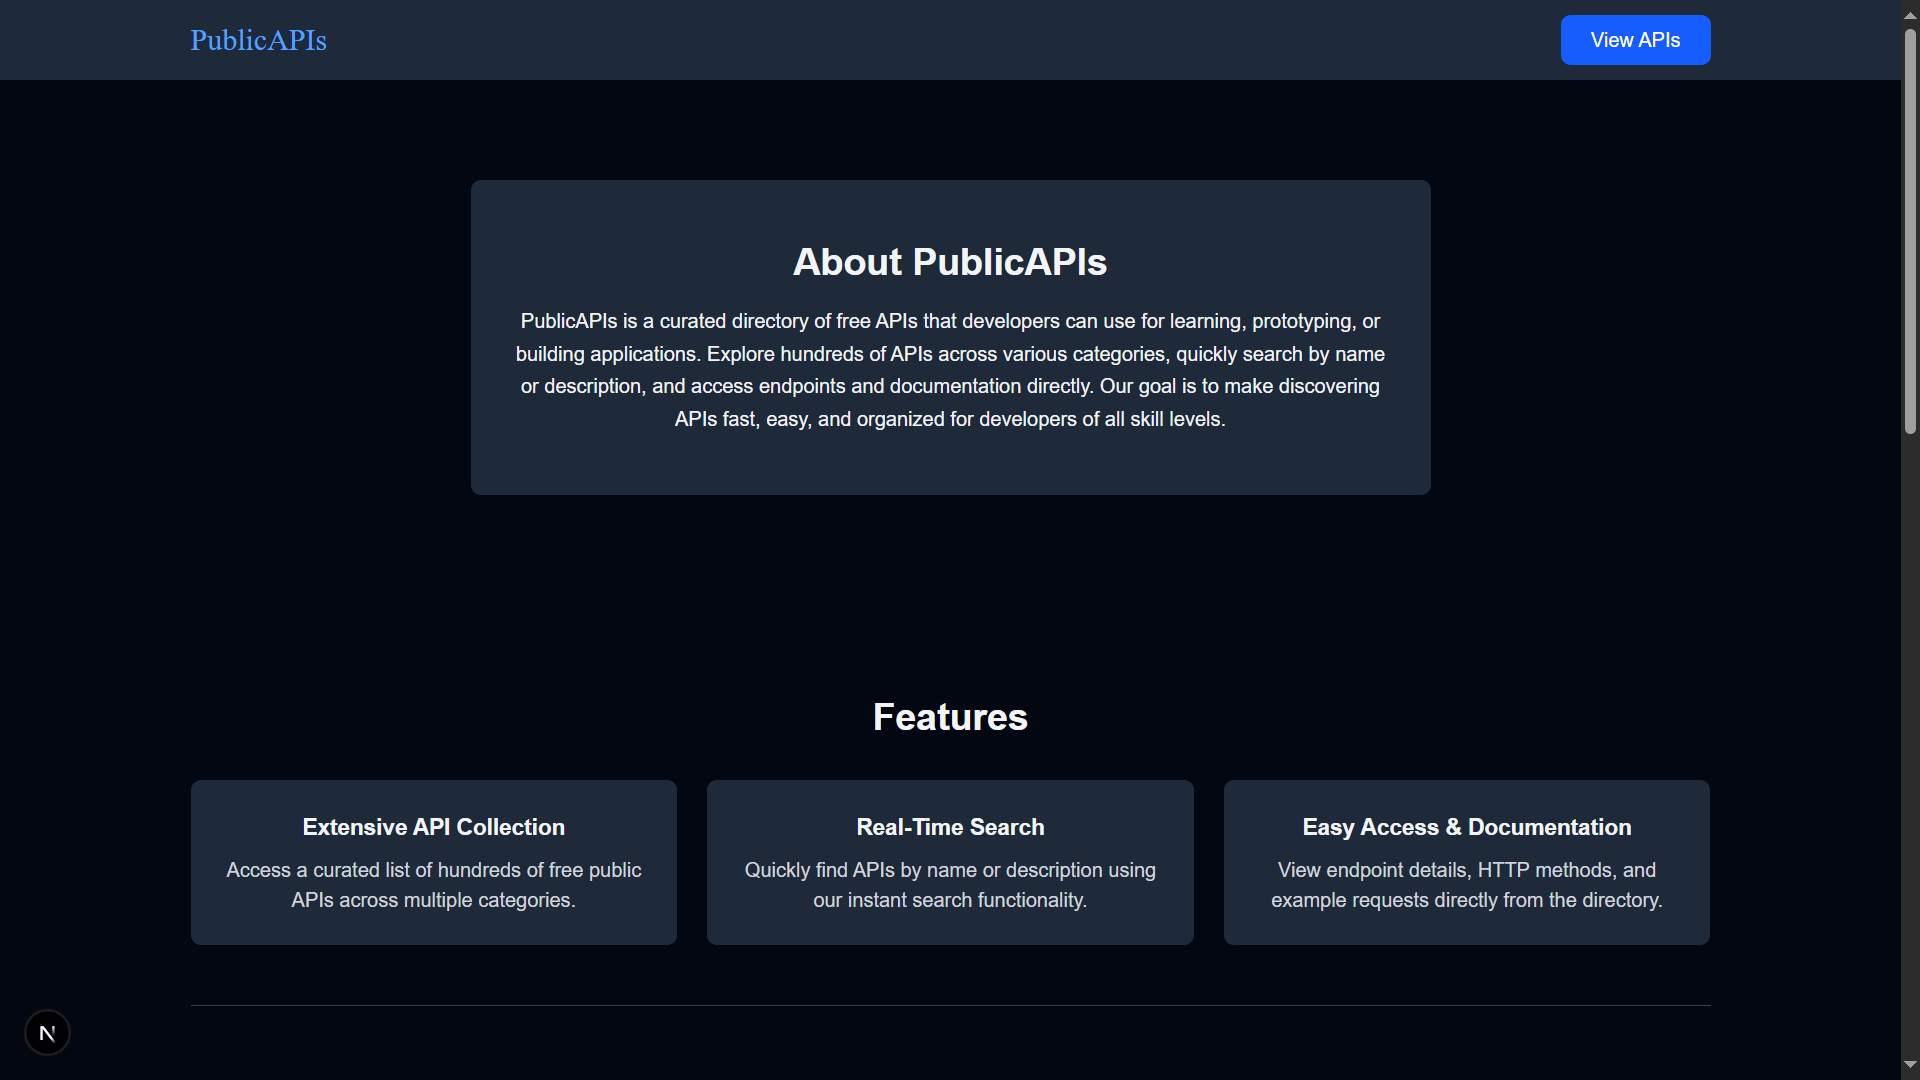 PublicAPIs
View APIs
About PublicAPIs
PublicAPIs is a curated directory of free APIs that developers can use for learning, prototyping, or
building applications. Explore hundreds of APIs across various categories, quickly search by name
or description, and access endpoints and documentation directly. Our goal is to make discovering
APIs fast, easy, and organized for developers of all skill levels.
Features
Extensive API Collection
Access a curated list of hundreds of free public
APIs across multiple categories.
Real-Time Search
Quickly find APIs by name or description using
our instant search functionality.
Easy Access & Documentation
View endpoint details, HTTP methods, and
example requests directly from the directory.
N